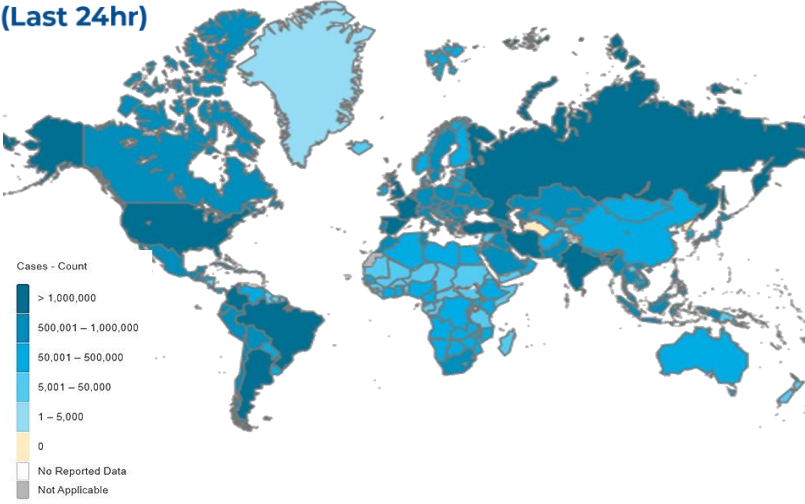 (Last 24hr)
Cases - Count
> 1,000,000
500,001 – 1,000,000
50,001 – 500,000
5,001 – 50,000
1 – 5,000
0
No Reported Data
Not Applicable